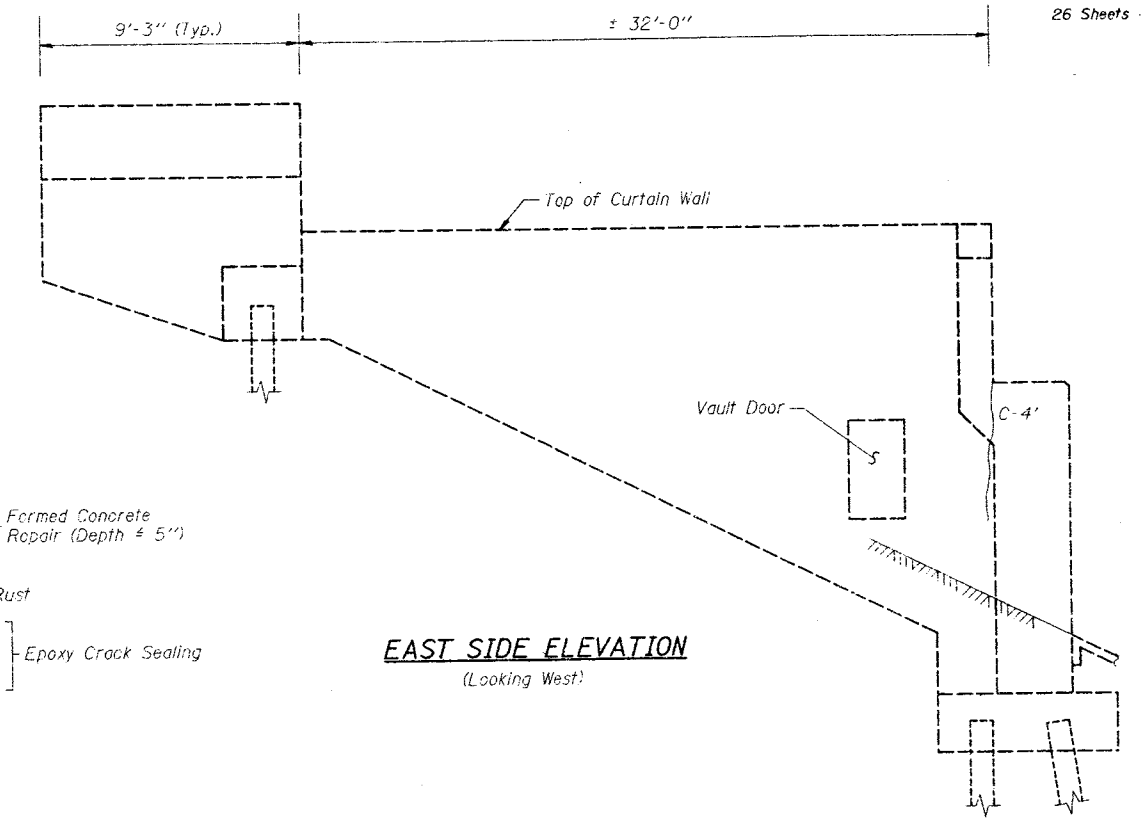 26 Sheets
9'-3" (Typ.)
± 32'-0"
Top of Curtain Wall
Vault Door
C-4'
Formed Concrete
Repair (Depth ≤ 5")
Rust
Epoxy Crack Sealing
EAST SIDE ELEVATION
(Looking West)